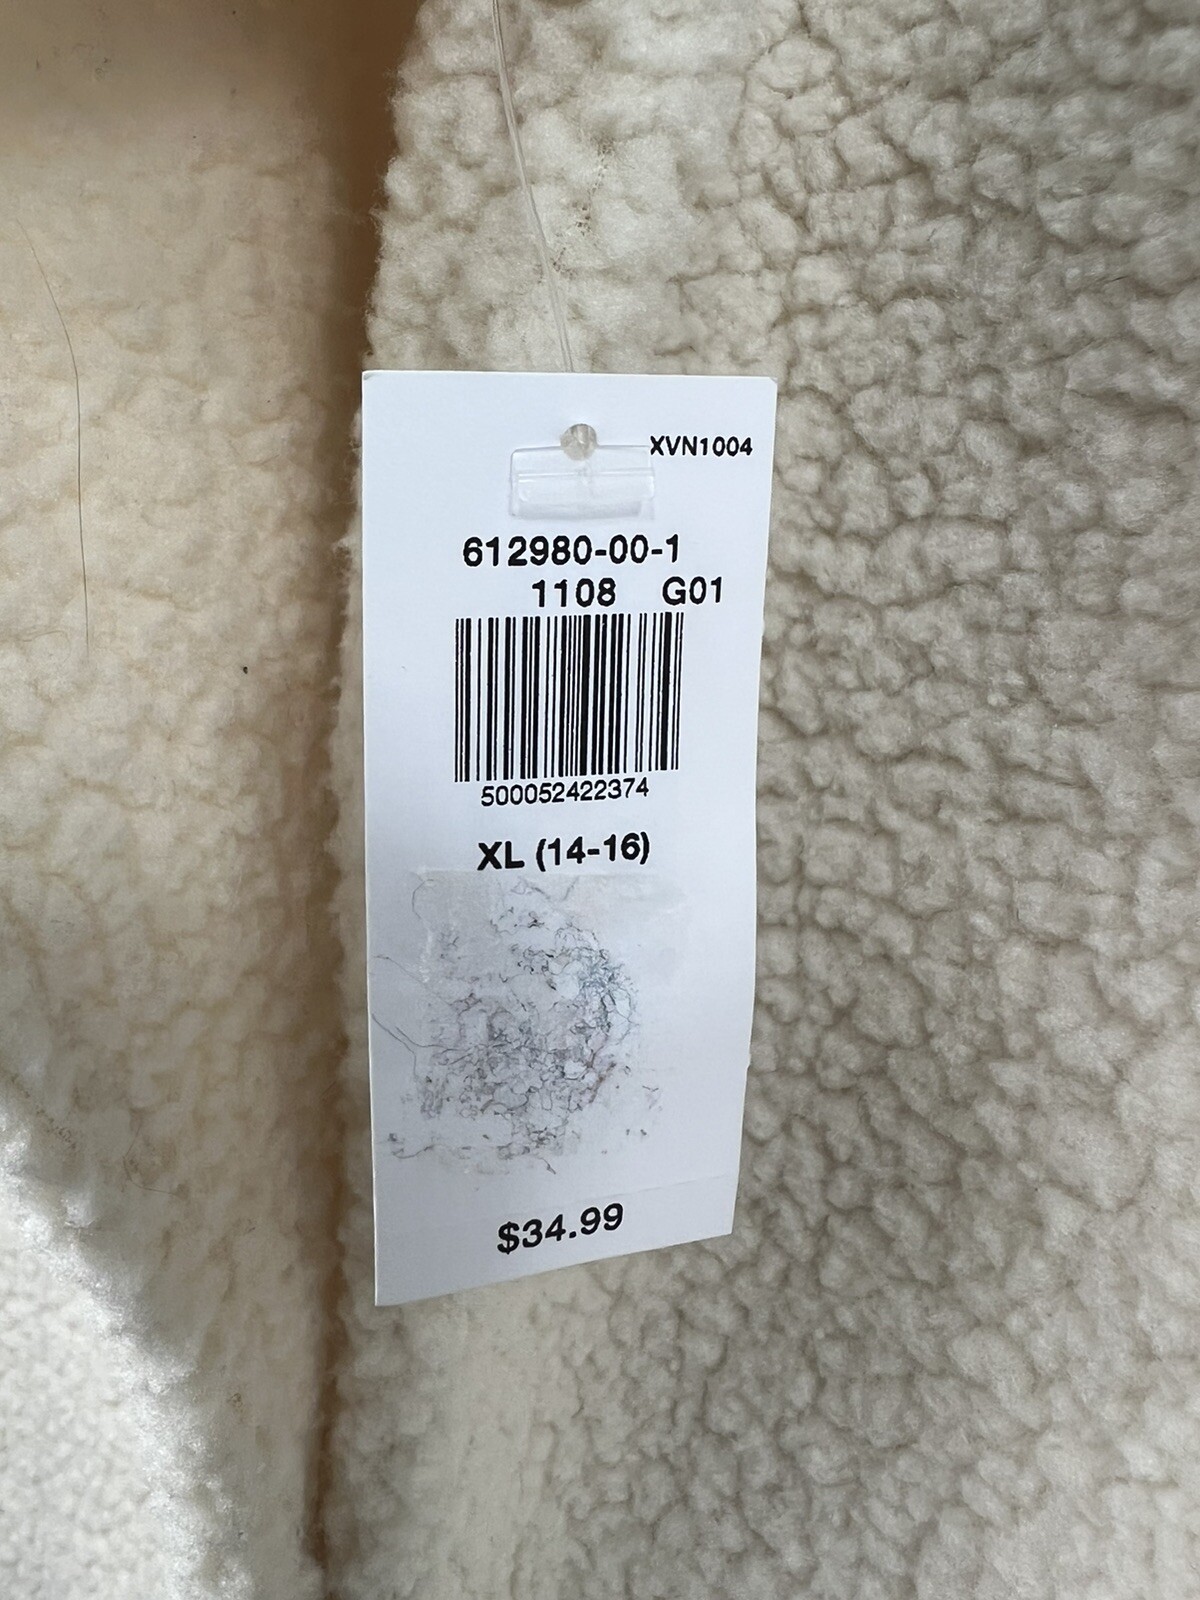 XVN1004
612980-00-1
1108 G01
500052422374
XL (14-16)
$34.99